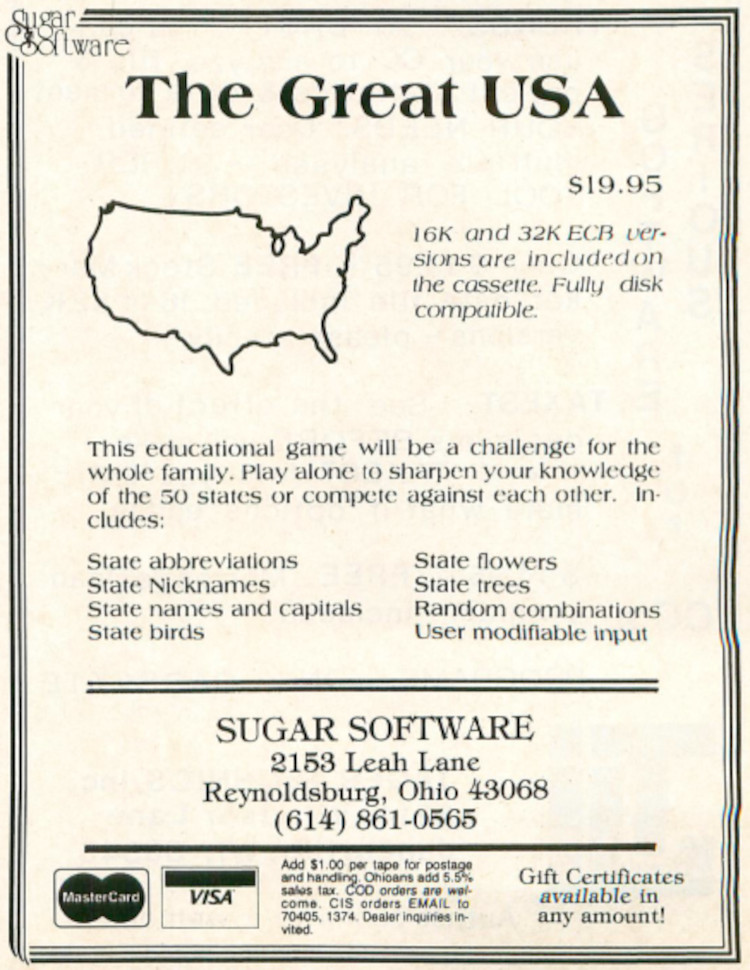 Sugar
Software
The Great USA
$19.95
16K and 32K ECB ver-
sions are included on
the cassette. Fully disk
compatible.
This educational game will be a challenge for the
whole family. Play alone to sharpen your knowledge
of the 50 states or compete against each other. In-
cludes:
State abbreviations
State Nicknames
State names and capitals
State birds
State flowers
State trees
Random combinations
User modifiable input
SUGAR SOFTWARE
2153 Leah Lane
Reynoldsburg, Ohio 43068
(614) 861-0565
MasterCard
VISA
Add $1.00 per tape for postage
and handling. Ohioans add 5.5%
sales tax. COD orders are wel-
come. CIS orders EMAIL to
70405, 1374. Dealer inquiries in-
vited.
Gift Certificates
available in
any amount!